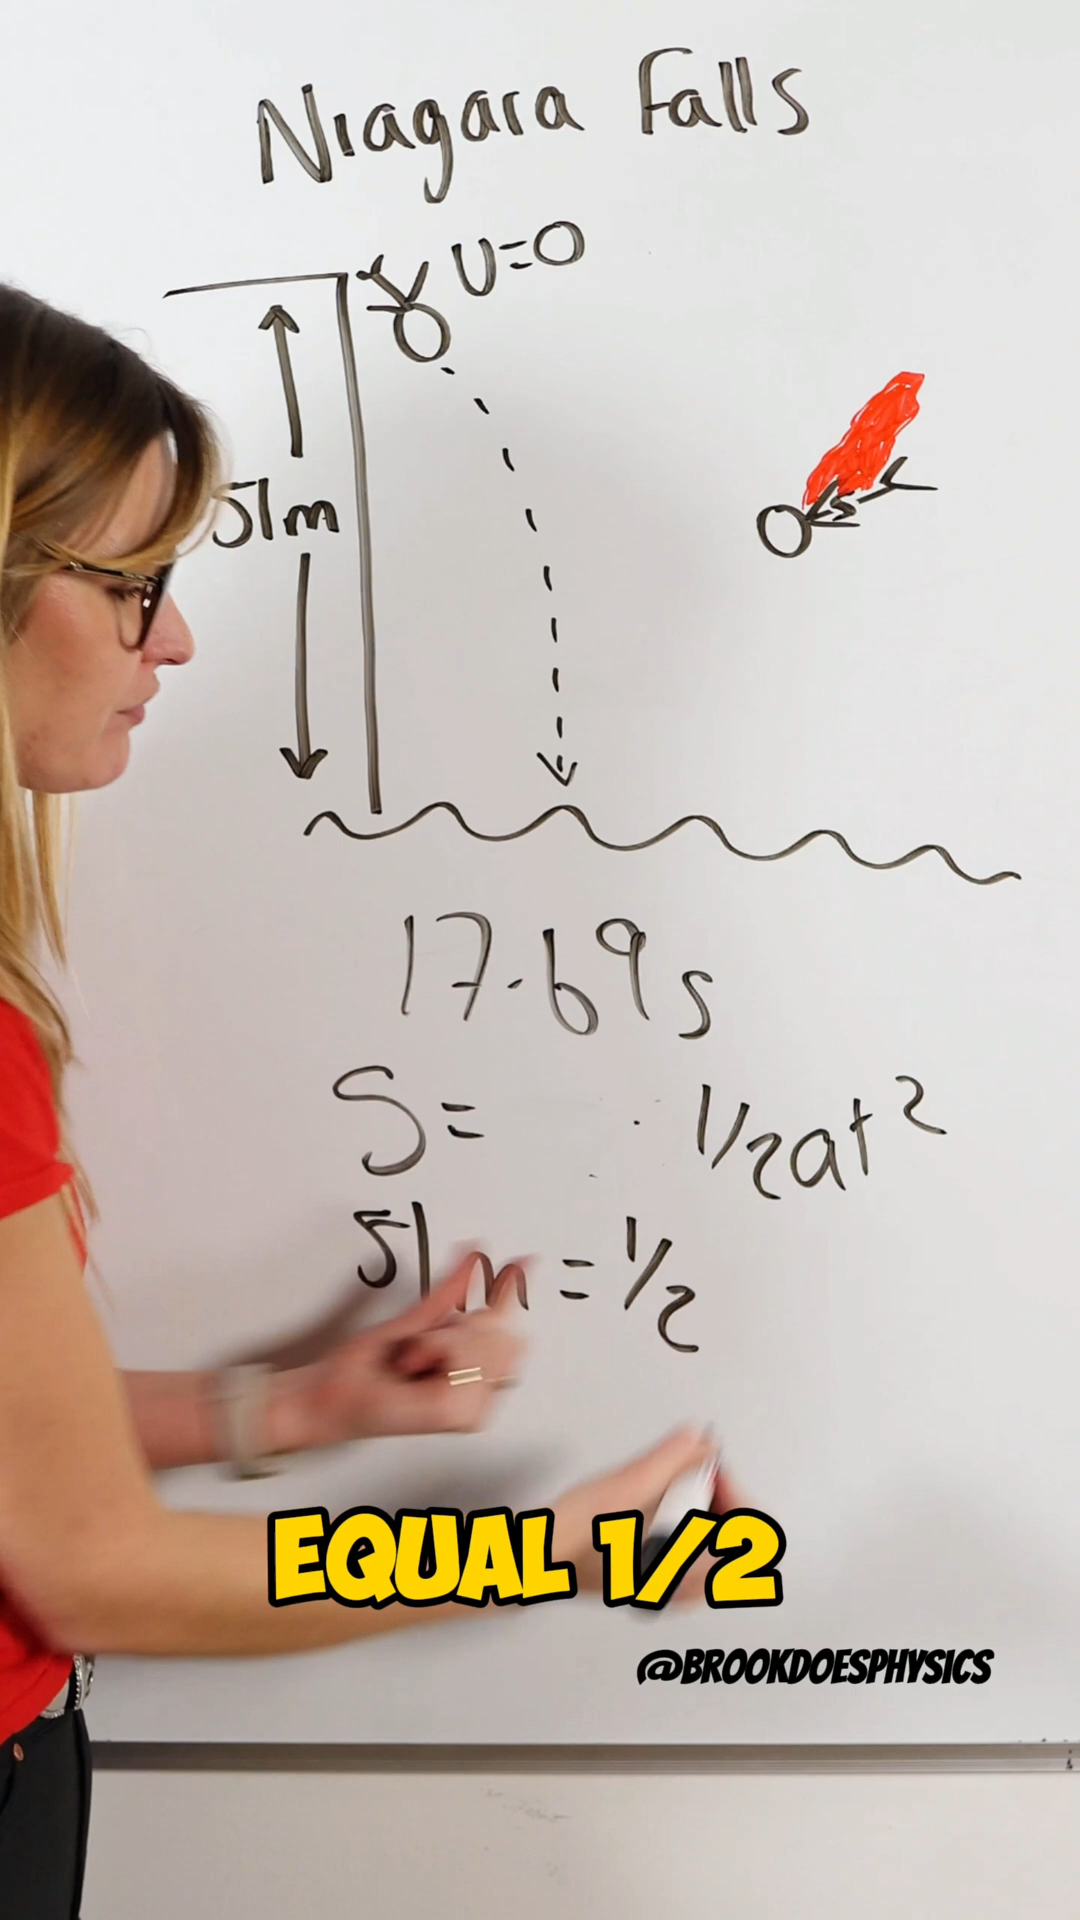 Niagara Falls
U=0
51m
17.69s
S= 1/2at²
51m = 1/2
EQUAL 1/2
@BROOKDOESPHYSICS